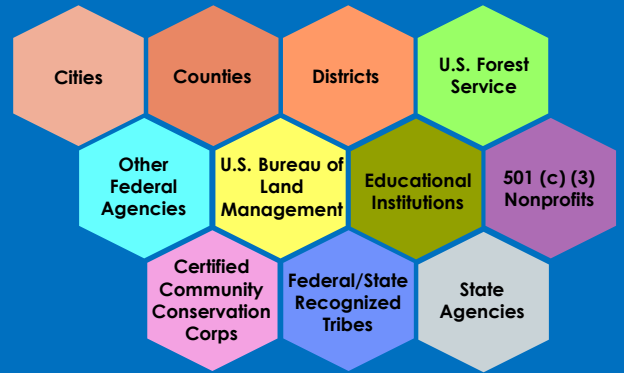 Cities
Counties
Districts
U.S. Forest
Service
Other
Federal
Agencies
U.S. Bureau of
Land
Management
Educational
Institutions
501 (c) (3)
Nonprofits
Certified
Community
Conservation
Corps
Federal/State
Recognized
Tribes
State
Agencies